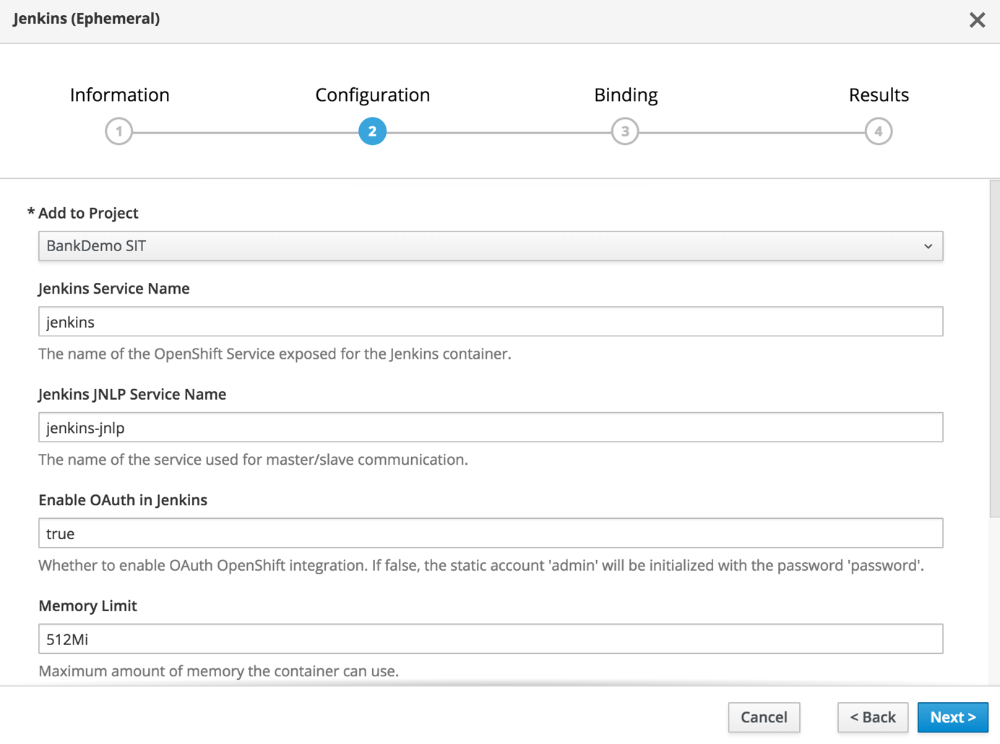 Jenkins (Ephemeral)
Information
Configuration
Binding
Results
1
2
3
4
* Add to Project
BankDemo SIT
Jenkins Service Name
jenkins
The name of the OpenShift Service exposed for the Jenkins container.
Jenkins JNLP Service Name
jenkins-jnlp
The name of the service used for master/slave communication.
Enable OAuth in Jenkins
true
Whether to enable OAuth OpenShift integration. If false, the static account 'admin' will be initialized with the password 'password'.
Memory Limit
512Mi
Maximum amount of memory the container can use.
Cancel
< Back
Next >